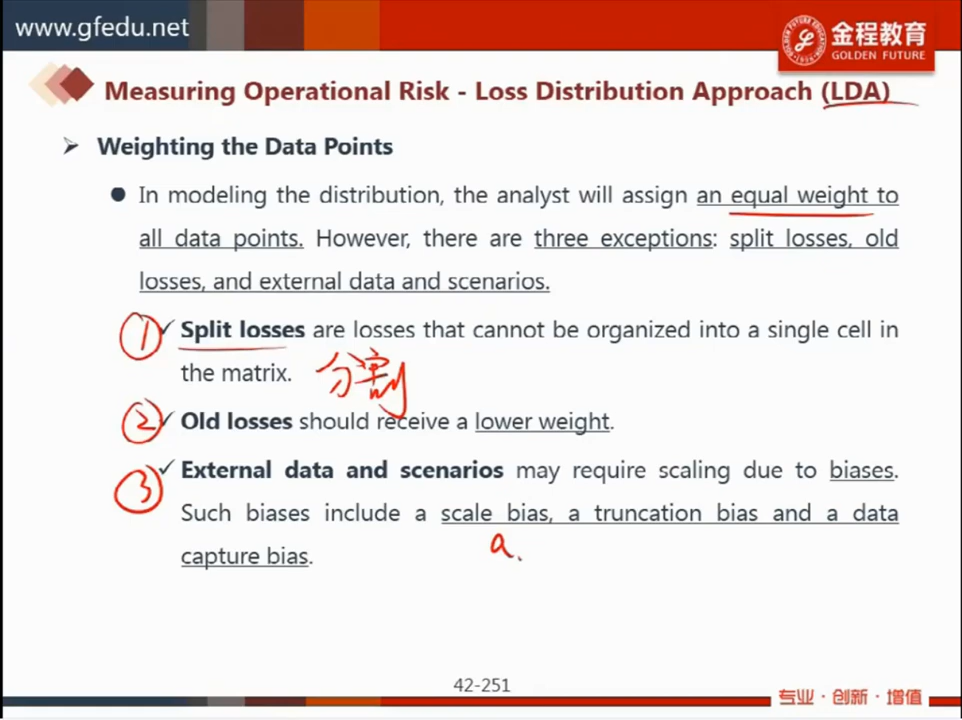 www.gfedu.net
金程教育
GOLDEN FUTURE
Measuring Operational Risk - Loss Distribution Approach (LDA)
Weighting the Data Points
In modeling the distribution, the analyst will assign an equal weight to
all data points. However, there are three exceptions: split losses, old
losses, and external data and scenarios.
① Split losses are losses that cannot be organized into a single cell in
the matrix. 分割
② Old losses should receive a lower weight.
③ External data and scenarios may require scaling due to biases.
Such biases include a scale bias, a truncation bias and a data
capture bias.
a.
42-251
专业·创新·增值